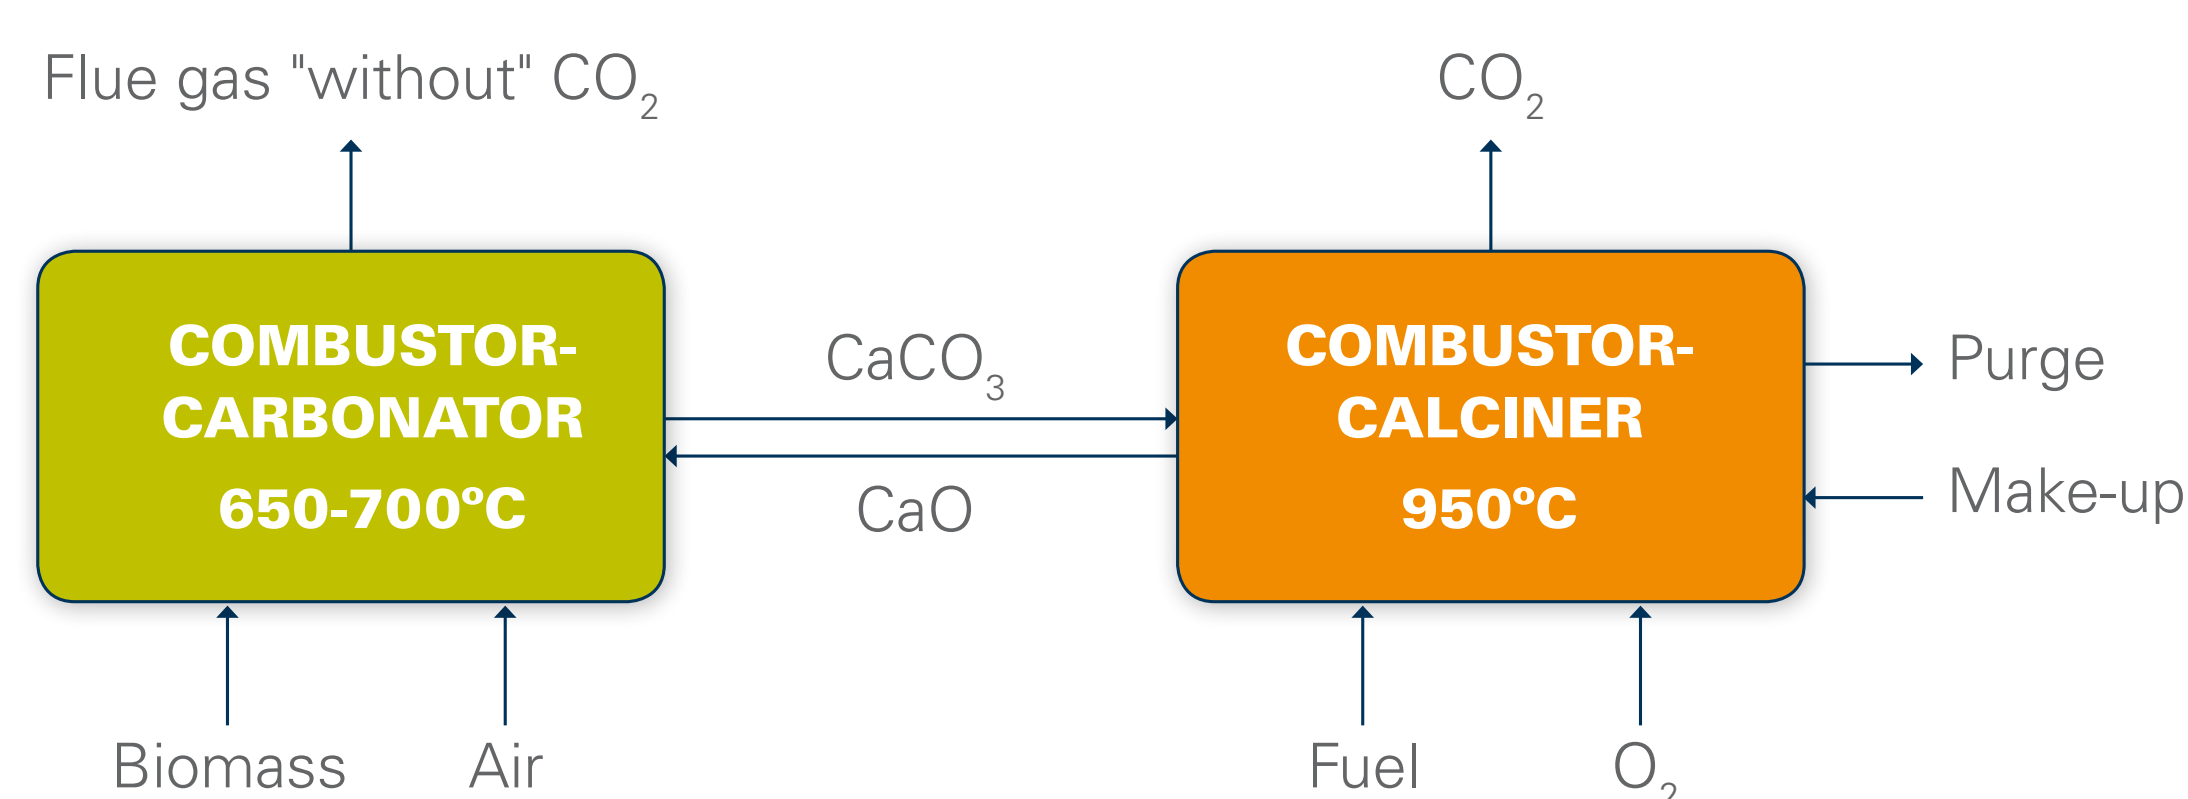 Flue gas "without" CO₂
CO₂
COMBUSTOR-
CARBONATOR
650-700ºC
CaCO₃
CaO
COMBUSTOR-
CALCINER
950ºC
Purge
Make-up
Biomass
Air
Fuel
O₂